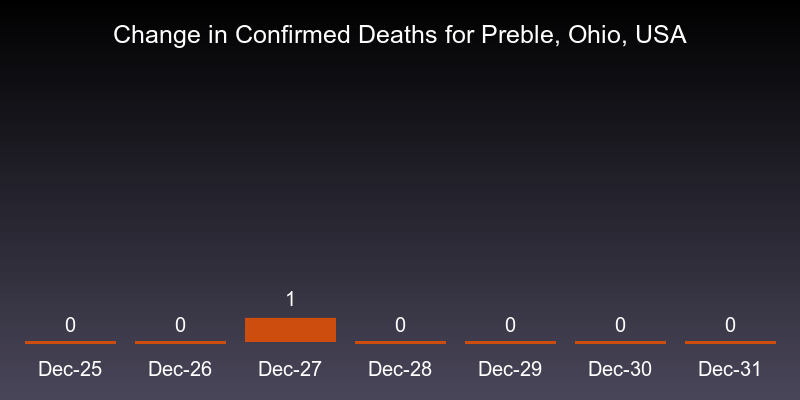 Change in Confirmed Deaths for Preble, Ohio, USA
1
0 0 0 0 0 0
Dec-25 Dec-26 Dec-27 Dec-28 Dec-29 Dec-30 Dec-31